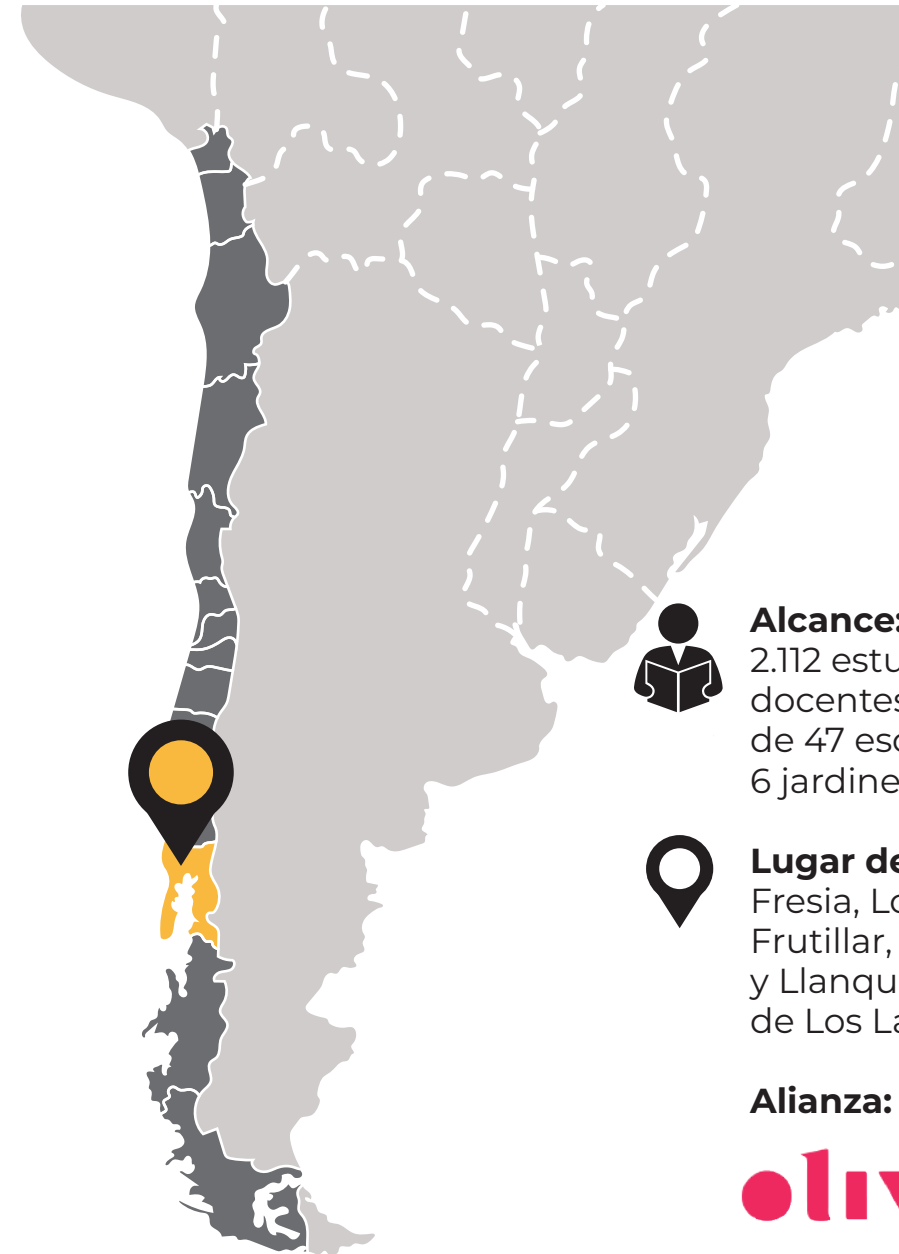 Alcance:
2.112 estu
docentes
de 47 esc
6 jardine
Lugar de
Fresia, Lo
Frutillar,
y Llanqu
de Los La
Alianza:
oliv